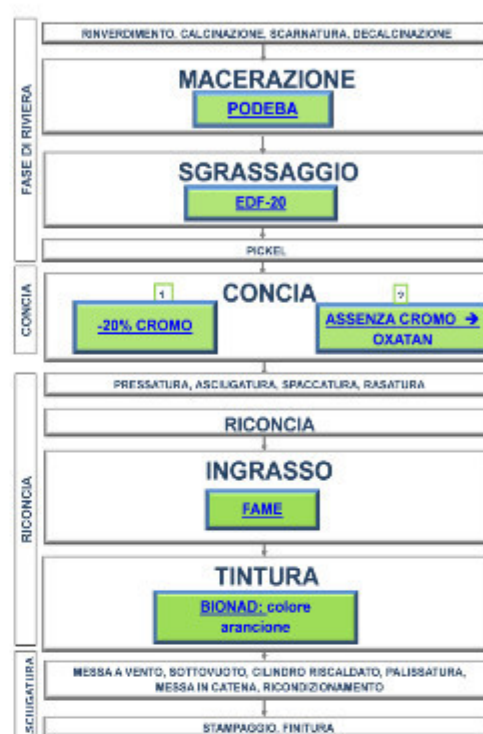 RINVERDIMENTO, CALCINAZIONE, SCARNATURA, DECALCINAZIONE
FASE DI RIVIERA
MACERAZIONE
PODEBA
SGRASSAGGIO
EDF-20
PICKEL
CONCIA
CONCIA
1
-20% CROMO
2
ASSENZA CROMO →
OXATAN
PRESSATURA, ASCIUGATURA, SPACCATURA, RASATURA
RICONCIA
RICONCIA
INGRASSO
FAME
TINTURA
BIONAD: colore
arancione
SCIUGATURA
MESSA A VENTO, SOTTOVUOTO, CILINDRO RISCALDATO, PALISSATURA,
MESSA IN CATENA, RICONDIZIONAMENTO
STAMPAGGIO, FINITURA